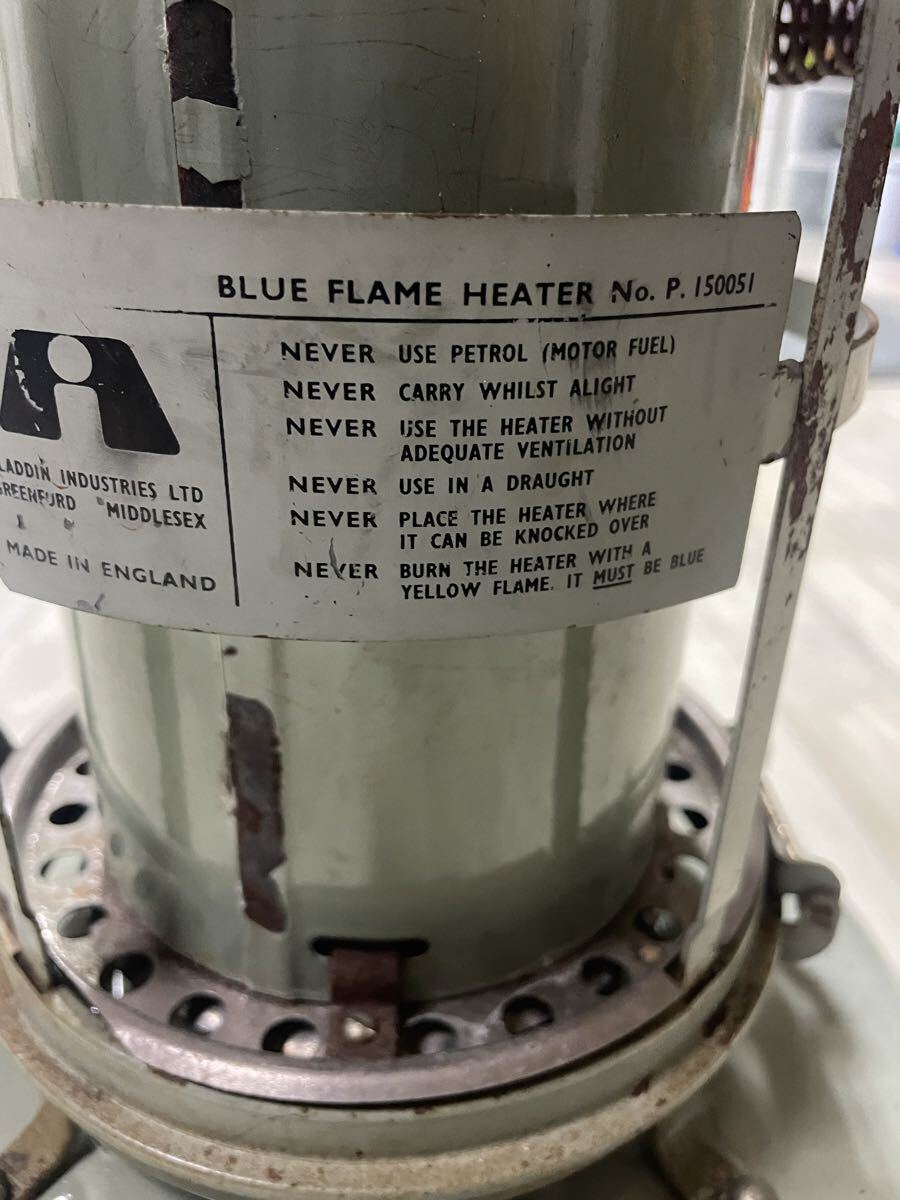 BLUE FLAME HEATER No. P. 150051
NEVER USE PETROL (MOTOR FUEL)
NEVER CARRY WHILST ALIGHT
NEVER USE THE HEATER WITHOUT
ADEQUATE VENTILATION
NEVER USE IN A DRAUGHT
NEVER PLACE THE HEATER WHERE
IT CAN BE KNOCKED OVER
NEVER BURN THE HEATER WITH A
YELLOW FLAME. IT MUST BE BLUE
LADDIN INDUSTRIES LTD
GREENFORD MIDDLESEX
MADE IN ENGLAND